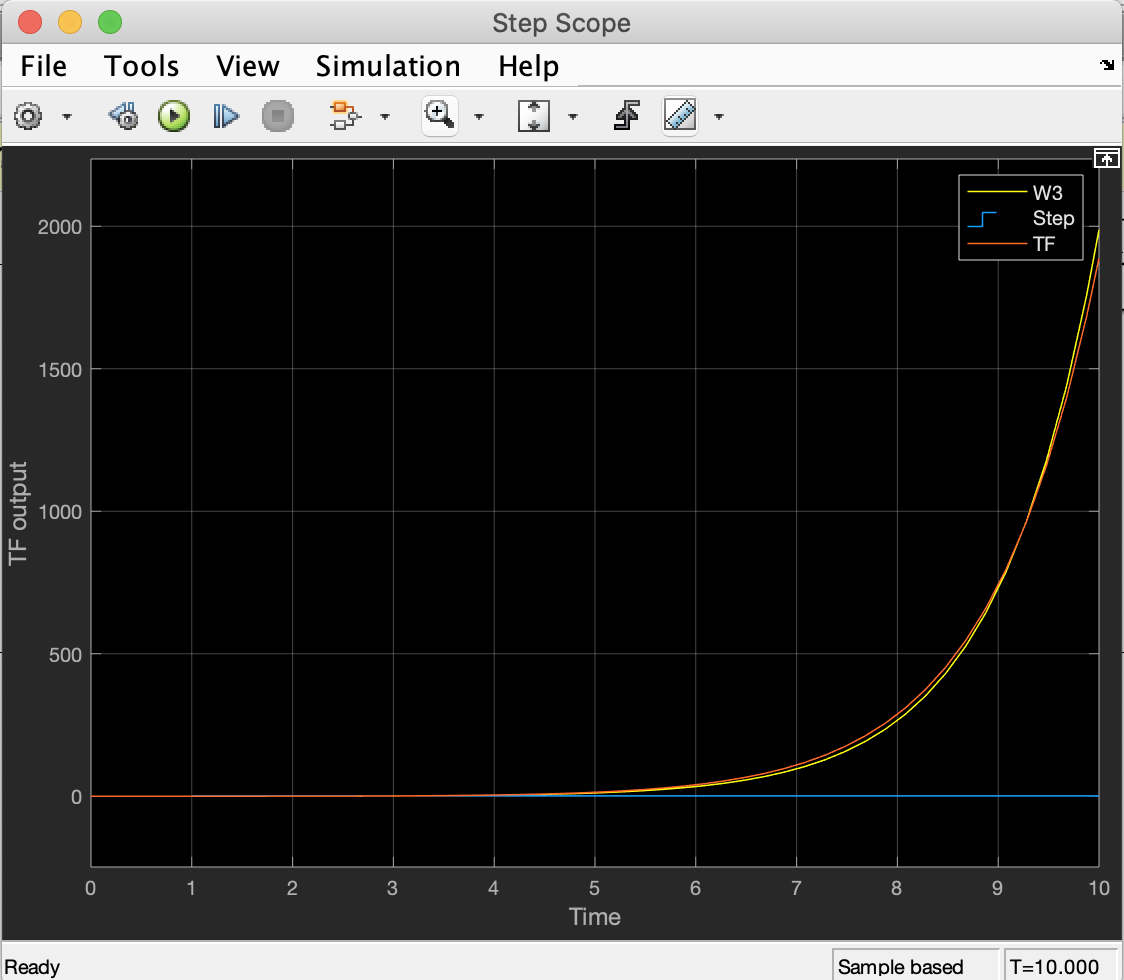 Step Scope
File Tools View Simulation Help
W3
Step
TF
2000
1500
1000
500
0
TF output
0 1 2 3 4 5 6 7 8 9 10
Time
Ready
Sample based
T=10.000